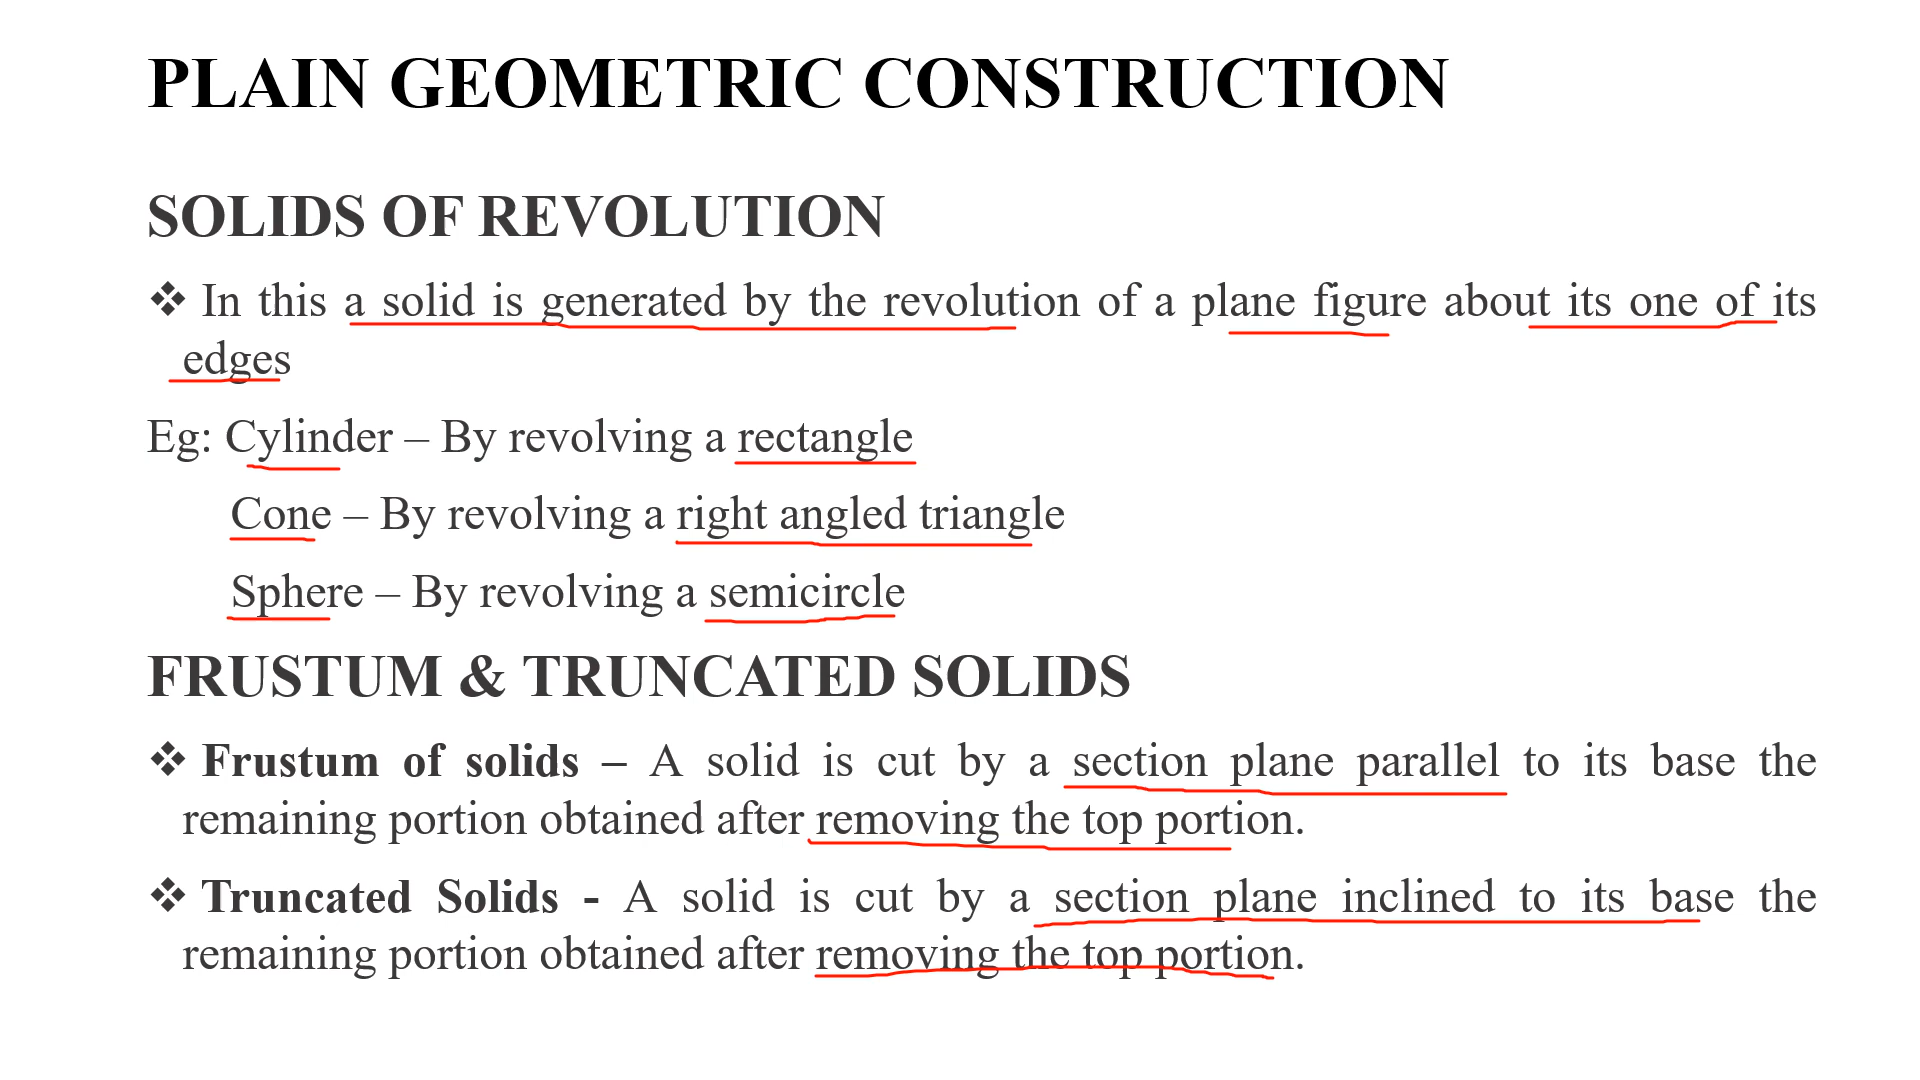 PLAIN GEOMETRIC CONSTRUCTION
SOLIDS OF REVOLUTION
❖ In this a solid is generated by the revolution of a plane figure about its one of its
edges
Eg: Cylinder – By revolving a rectangle
Cone – By revolving a right angled triangle
Sphere – By revolving a semicircle
FRUSTUM & TRUNCATED SOLIDS
❖ Frustum of solids – A solid is cut by a section plane parallel to its base the
remaining portion obtained after removing the top portion.
❖ Truncated Solids - A solid is cut by a section plane inclined to its base the
remaining portion obtained after removing the top portion.